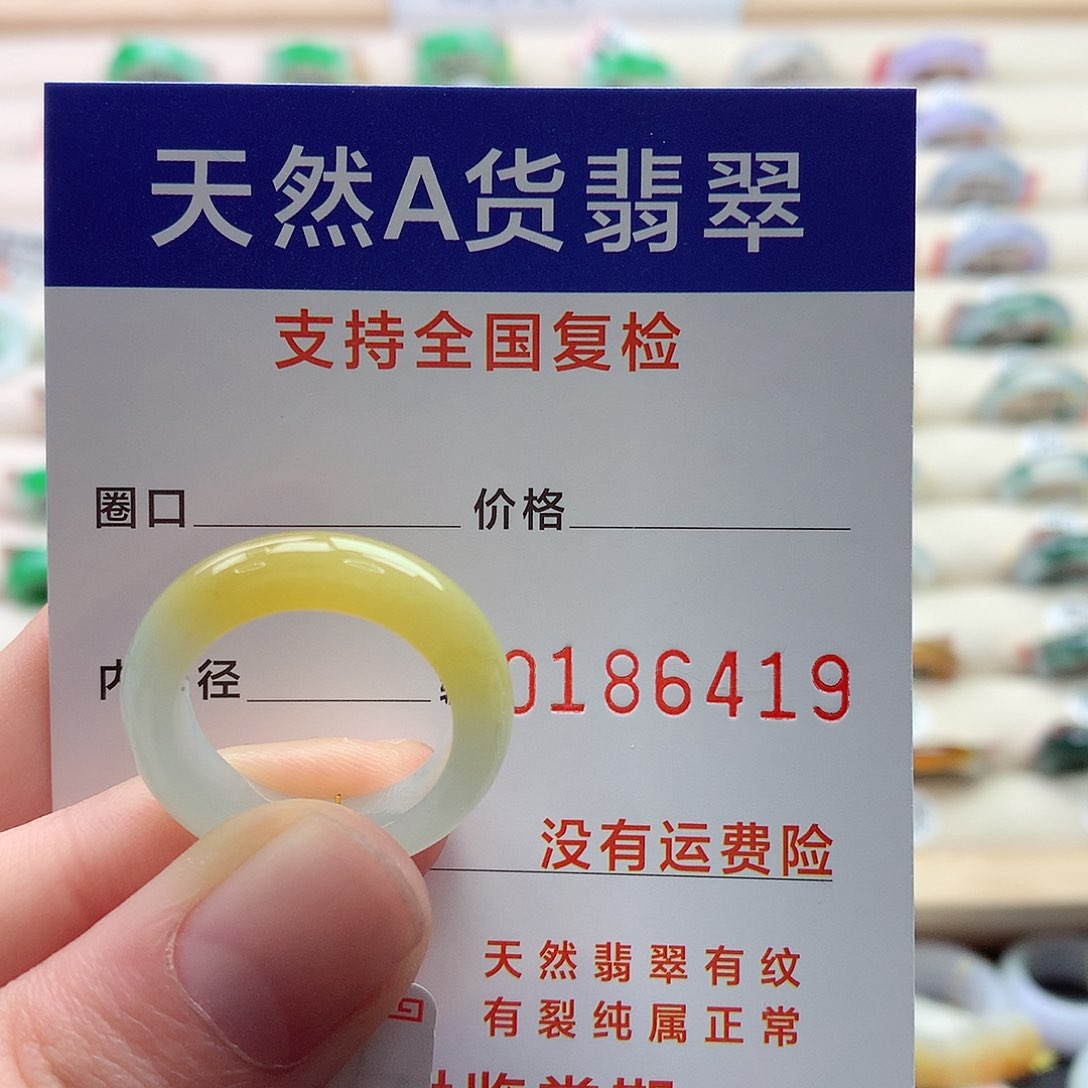 天然A货翡翠
支持全国复检
圈口 价格
内 径 0186419
没有运费险
天然翡翠有纹
有裂纯属正常